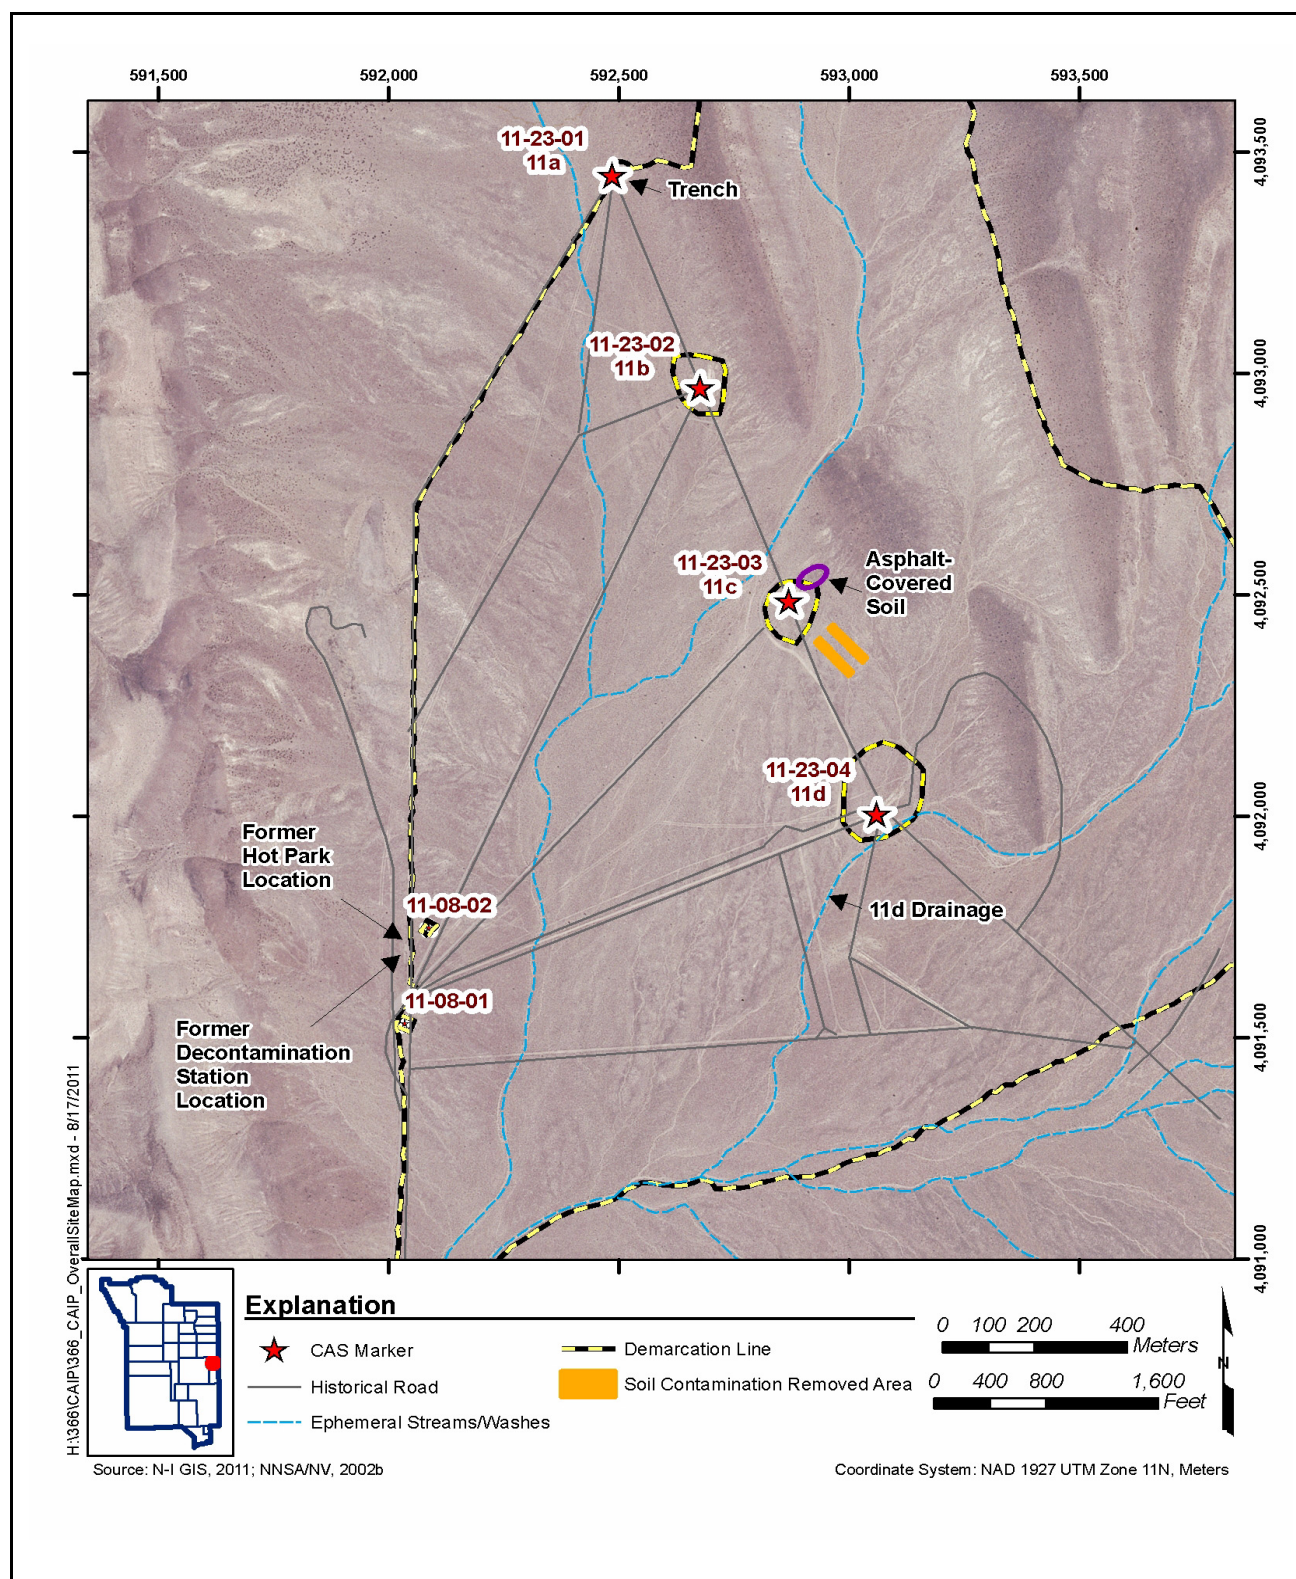 591,500
592,000
592,500
593,000
593,500
4,093,500
4,093,000
4,092,500
4,092,000
4,091,500
4,091,000
11-23-01
11a
Trench
11-23-02
11b
11-23-03
11c
Asphalt-
Covered
Soil
11-23-04
11d
Former
Hot Park
Location
11-08-02
11d Drainage
11-08-01
Former
Decontamination
Station
Location
H:\366\CAIP\366_CAIP_OverallSiteMap.mxd - 8/17/2011
Explanation
CAS Marker
Historical Road
Ephemeral Streams/Washes
Demarcation Line
Soil Contamination Removed Area
0 100 200 400
Meters
0 400 800 1,600
Feet
N
Source: N-I GIS, 2011; NNSA/NV, 2002b
Coordinate System: NAD 1927 UTM Zone 11N, Meters